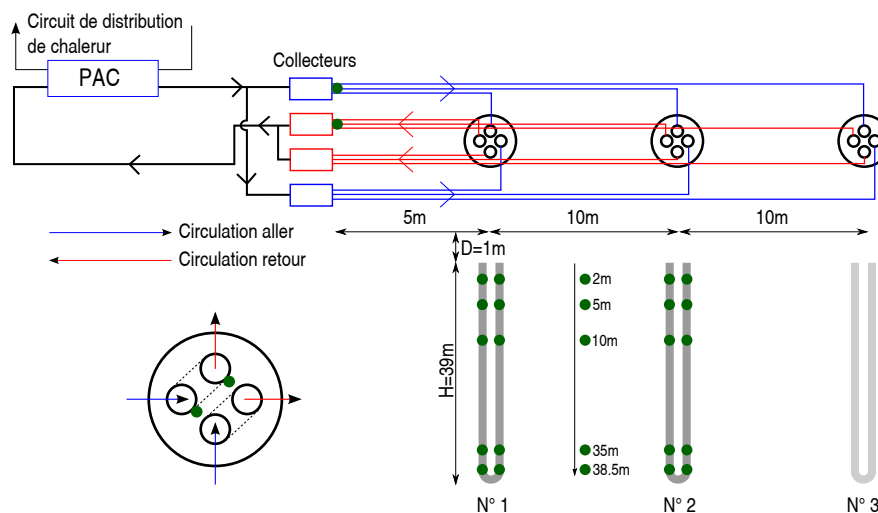 Circuit de distribution
de chalerur
PAC
Collecteurs
5m
10m
10m
D=1m
Circulation aller
Circulation retour
H=39m
2m
5m
10m
35m
38.5m
N° 1
N° 2
N° 3